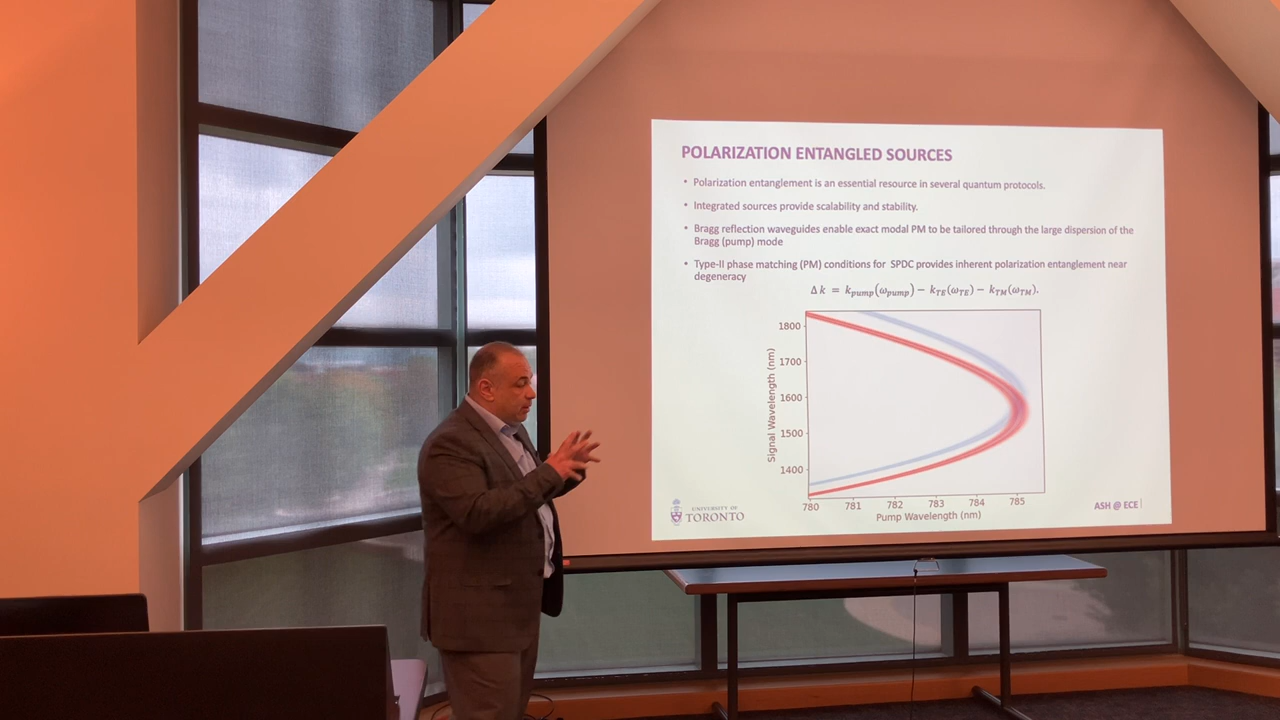 POLARIZATION ENTANGLED SOURCES
• Polarization entanglement is an essential resource in several quantum protocols.
• Integrated sources provide scalability and stability.
• Bragg reflection waveguides enable exact modal PM to be tailored through the large dispersion of the
Bragg (pump) mode
• Type-II phase matching (PM) conditions for SPDC provides inherent polarization entanglement near
degeneracy
Δk = k_pump(ω_pump) − k_TE(ω_TE) − k_TM(ω_TM).
Signal Wavelength (nm)
1800
1700
1600
1500
1400
780 781 782 783 784 785
Pump Wavelength (nm)
UNIVERSITY OF
TORONTO
ASH @ ECE